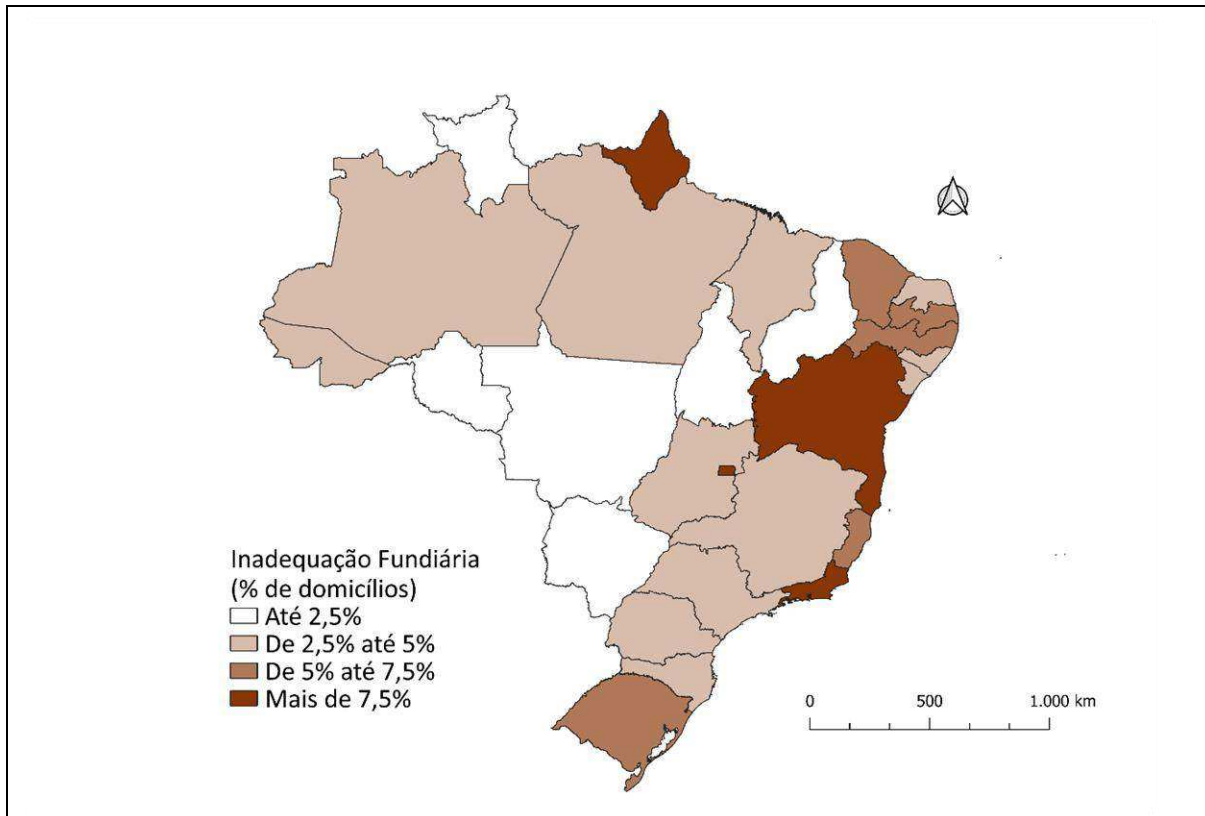 Inadequação Fundiária
(% de domicílios)
Até 2,5%
De 2,5% até 5%
De 5% até 7,5%
Mais de 7,5%
0 500 1.000 km